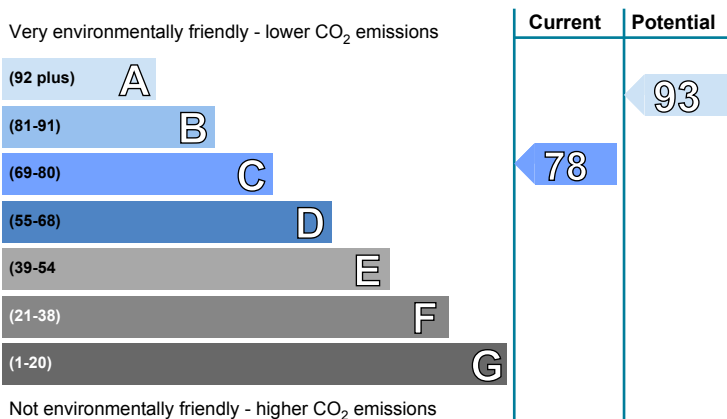 Very environmentally friendly - lower CO2 emissions
Current
Potential
(92 plus) A
(81-91) B
(69-80) C
(55-68) D
(39-54 E
(21-38) F
(1-20) G
78
93
Not environmentally friendly - higher CO2 emissions